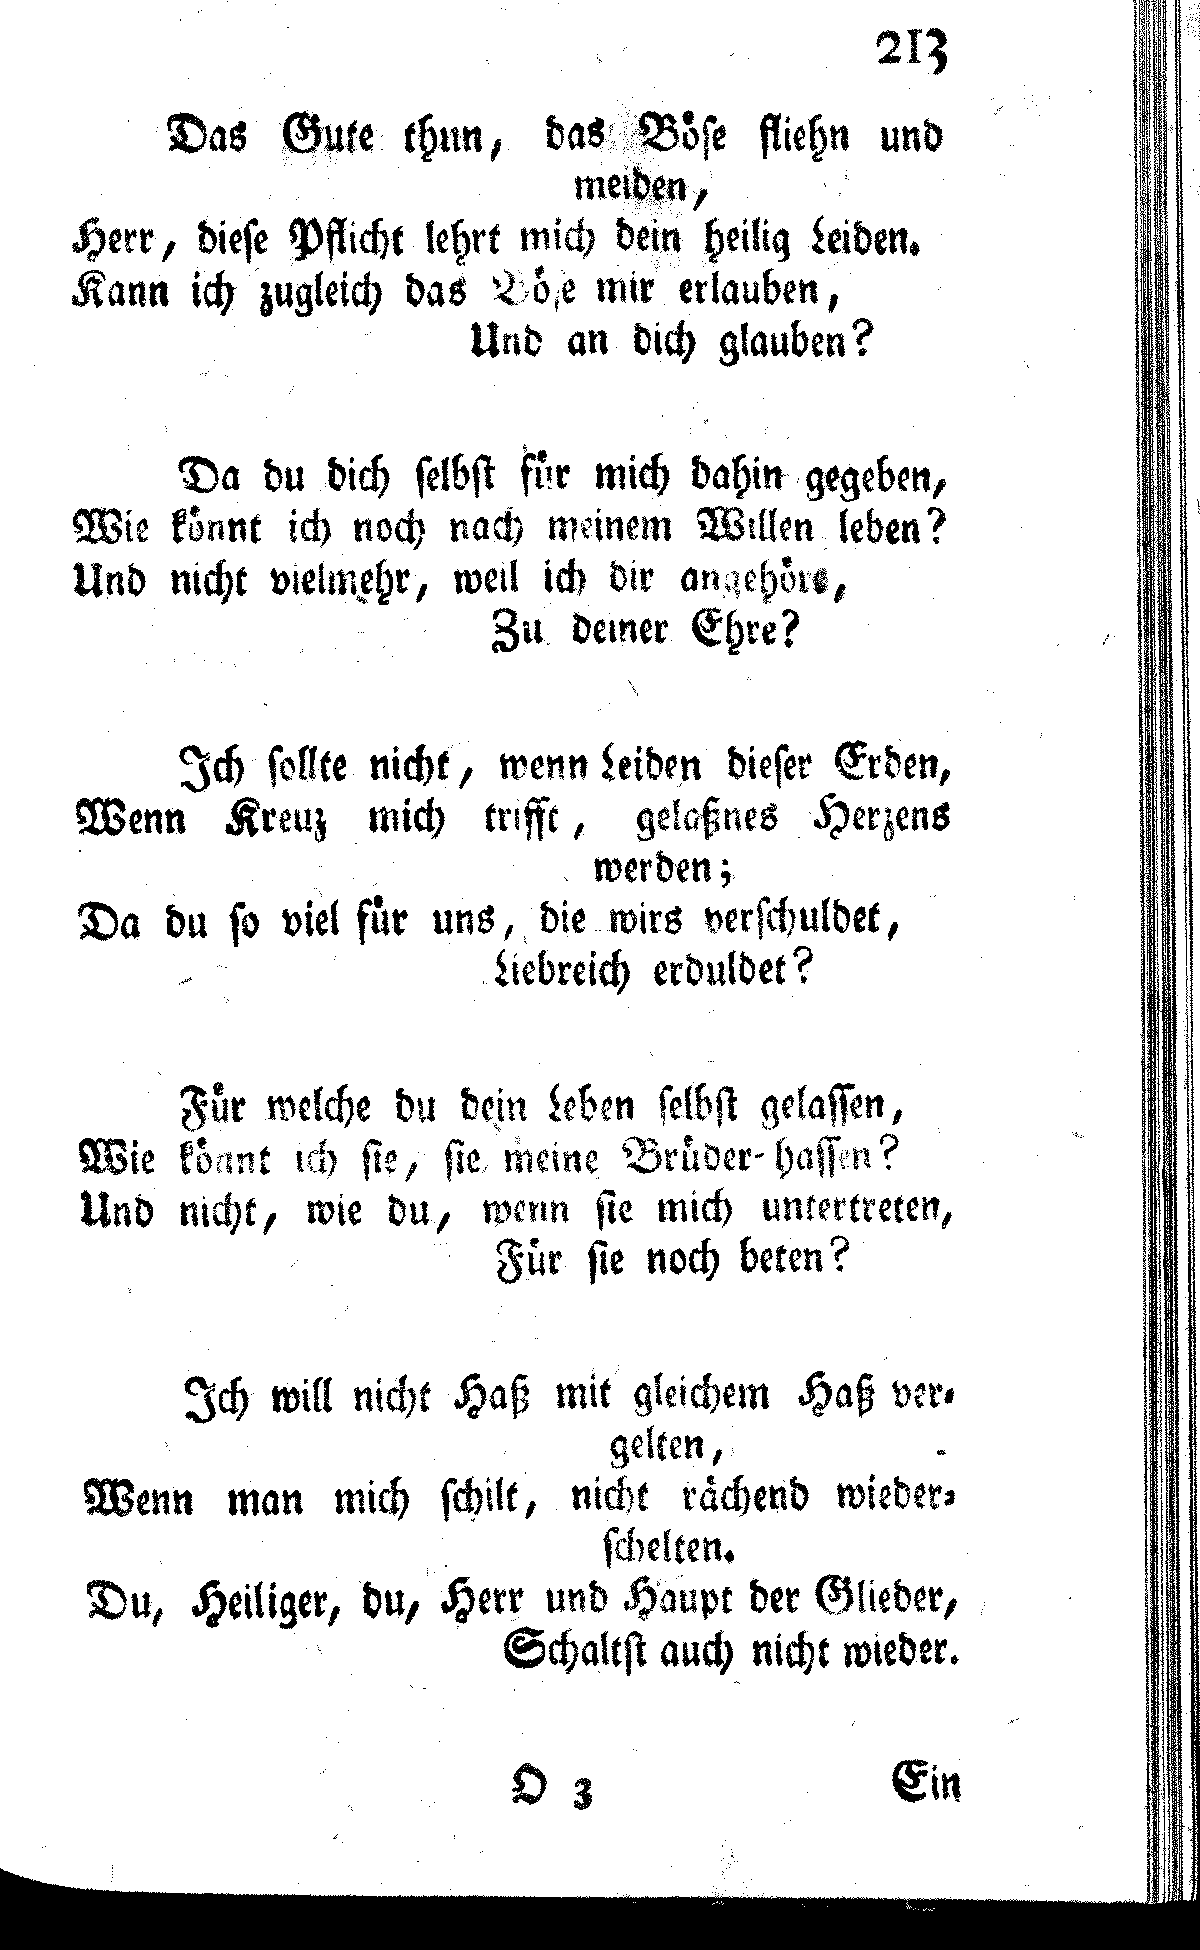 213
Das Gute thun, das Böse fliehn und
meiden,
Herr, diese Pflicht lehrt mich dein heilig Leiden.
Kann ich zugleich das Böse mir erlauben,
Und an dich glauben?
Da du dich selbst für mich dahin gegeben,
Wie könnt ich noch nach meinem Willen leben?
Und nicht vielmehr, weil ich dir angehöre,
Zu deiner Ehre?
Ich sollte nicht, wenn Leiden dieser Erden,
Wenn Kreuz mich trifft, gelaßnes Herzens
werden;
Da du so viel für uns, die wirs verschuldet,
Liebreich erduldet?
Für welche du dein Leben selbst gelassen,
Wie könnt ich sie, sie meine Brüder hassen?
Und nicht, wie du, wenn sie mich untertreten,
Für sie noch beten?
Ich will nicht Haß mit gleichem Haß ver-
gelten,
Wenn man mich schilt, nicht rächend wieder-
schelten.
Du, Heiliger, du, Herr und Haupt der Glieder,
Schaltst auch nicht wieder.
O 3 Ein